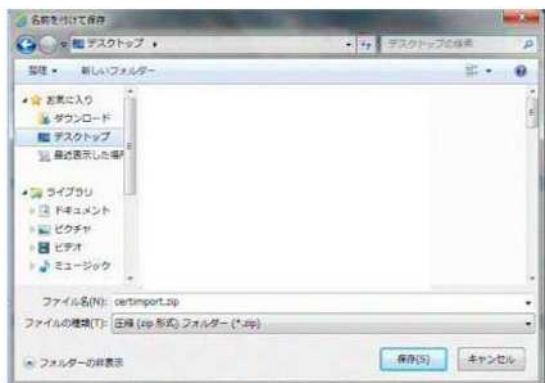 名前を付けて保存
デスクトップ
デスクトップの検索
整理 新しいフォルダー
お気に入り
ダウンロード
デスクトップ
最近表示した場所
ライブラリ
ドキュメント
ピクチャ
ビデオ
ミュージック
ファイル名(N): certimport.zip
ファイルの種類(T): 圧縮 (zip 形式) フォルダー (*.zip)
フォルダーの非表示
保存(S) キャンセル